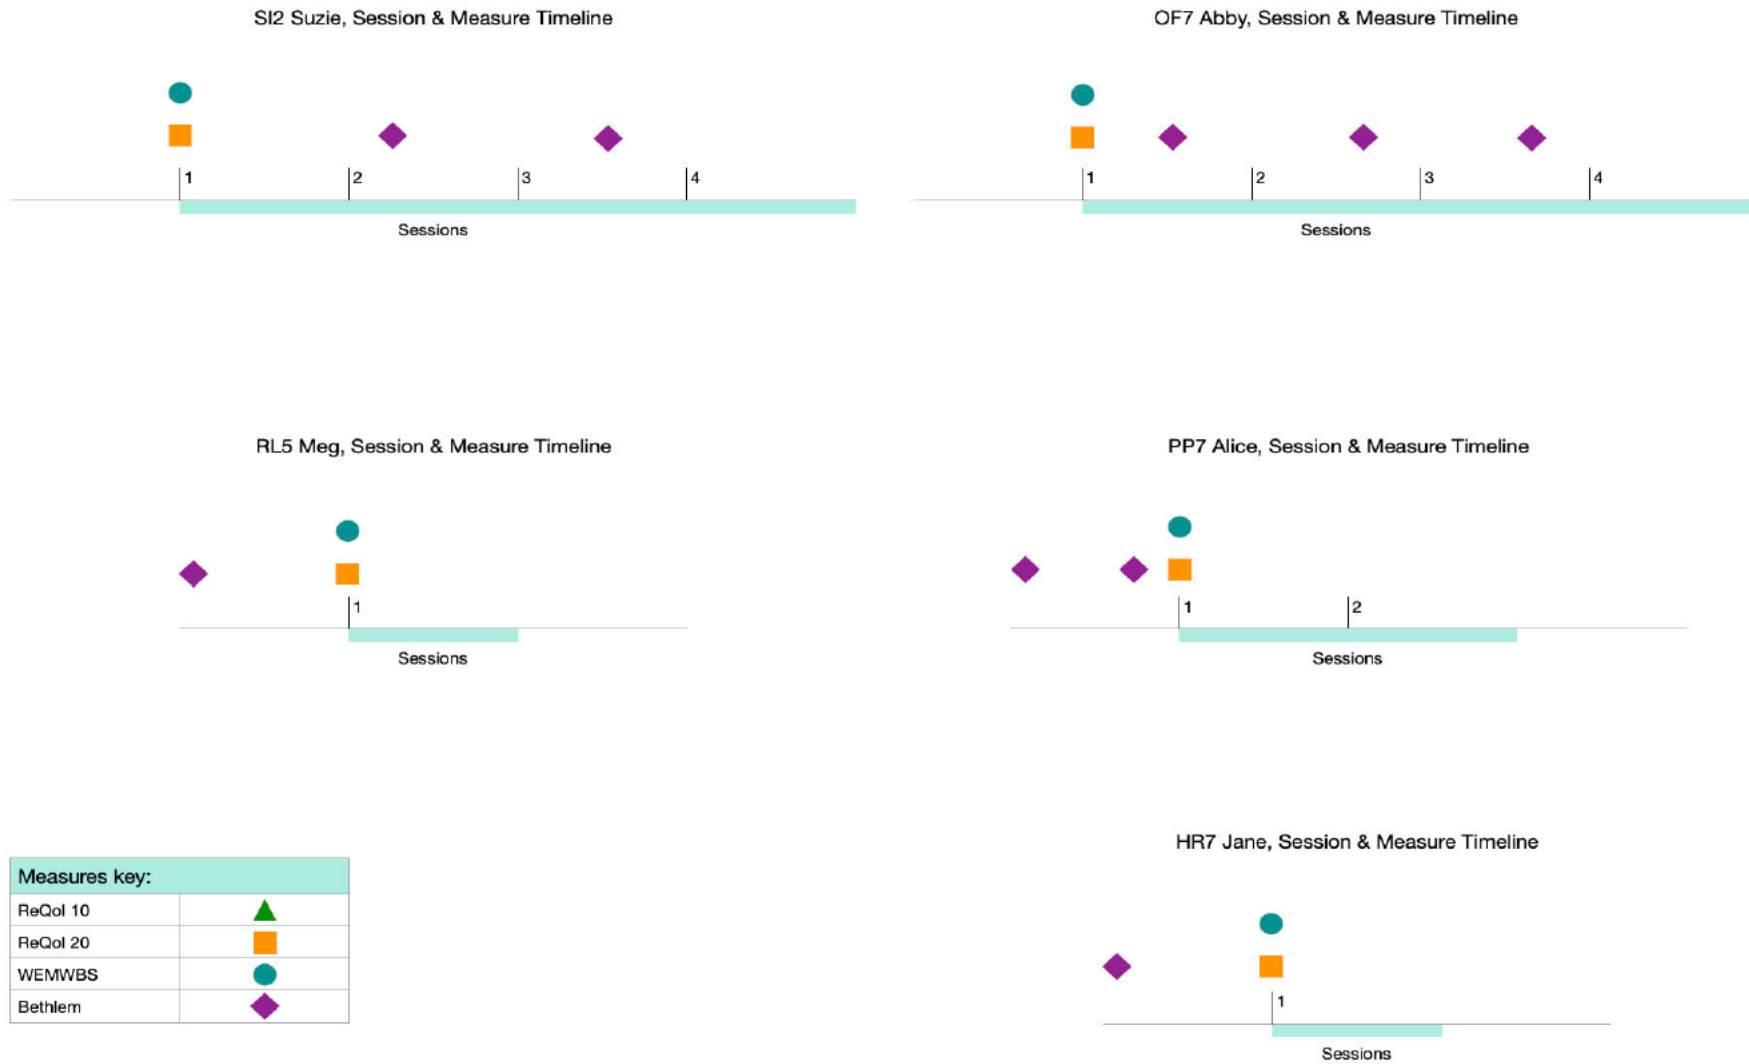 SI2 Suzie, Session & Measure Timeline
1 2 3 4
Sessions
OF7 Abby, Session & Measure Timeline
1 2 3 4
Sessions
RL5 Meg, Session & Measure Timeline
1
Sessions
PP7 Alice, Session & Measure Timeline
1 2
Sessions
Measures key:
ReQol 10
ReQol 20
WEMWBS
Bethlem
HR7 Jane, Session & Measure Timeline
1
Sessions